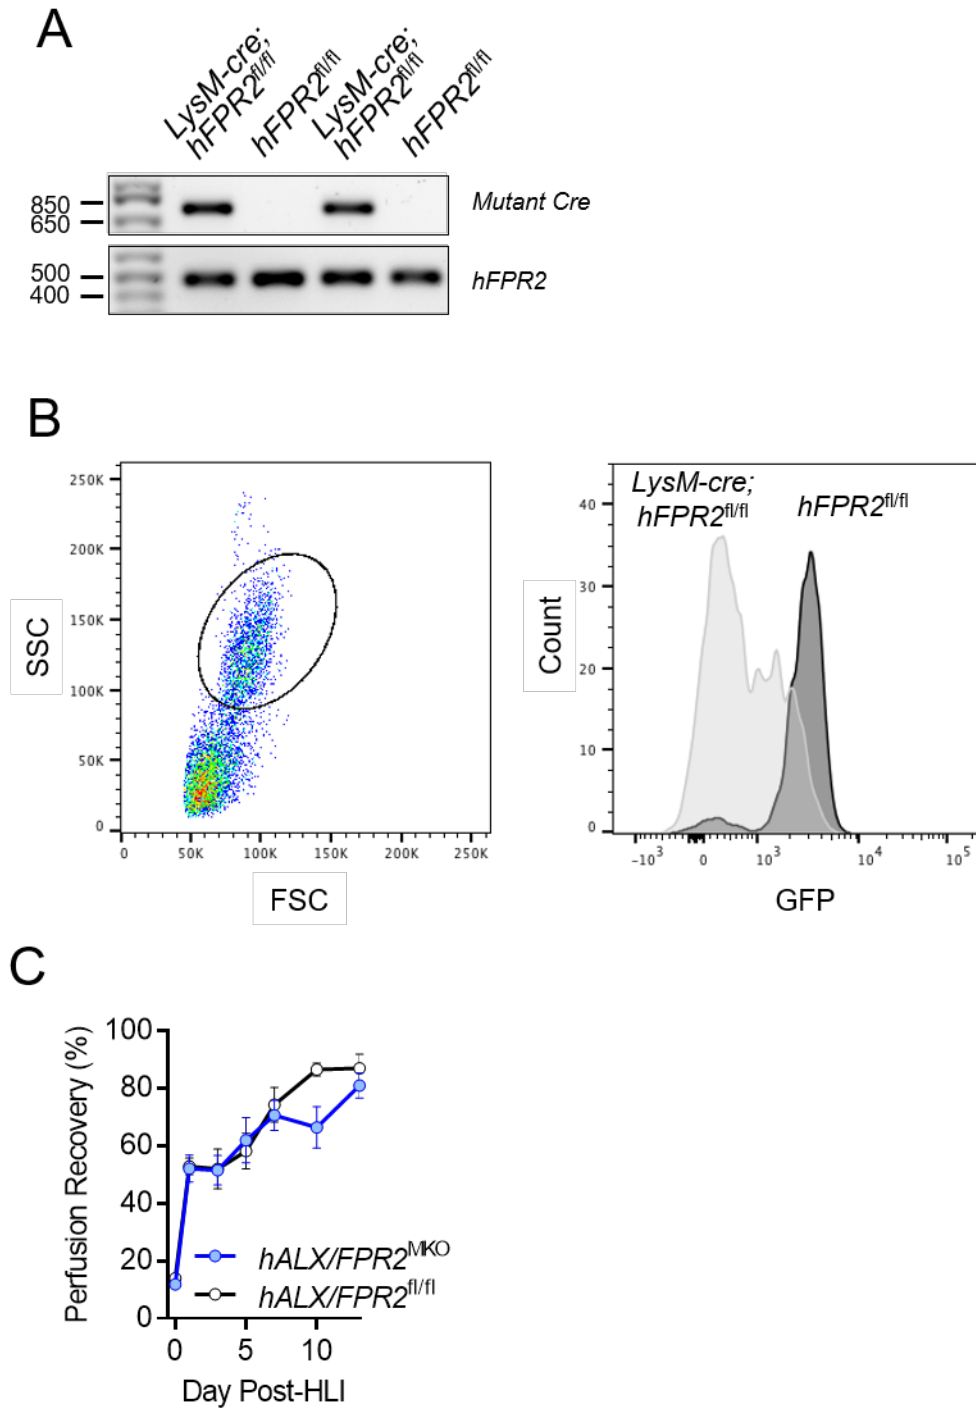 A
LysM-cre;
hFPR2fl/fl
hFPR2fl/fl
LysM-cre;
hFPR2fl/fl
hFPR2fl/fl
850
650
Mutant Cre
500
400
hFPR2
B
250K
200K
150K
100K
50K
0
SSC
0 50K 100K 150K 200K 250K
FSC
LysM-cre;
hFPR2fl/fl
hFPR2fl/fl
40
30
20
10
0
Count
-10³ 0 10³ 10⁴ 10⁵
GFP
C
100
80
60
40
20
0
Perfusion Recovery (%)
hALX/FPR2MKO
hALX/FPR2fl/fl
0 5 10
Day Post-HLI